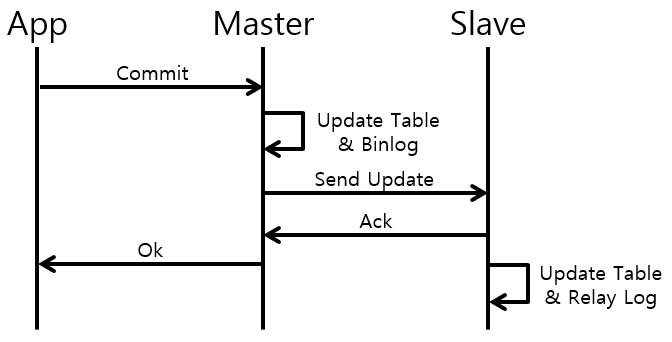 App
Master
Slave
Commit
Update Table
& Binlog
Send Update
Ack
Ok
Update Table
& Relay Log